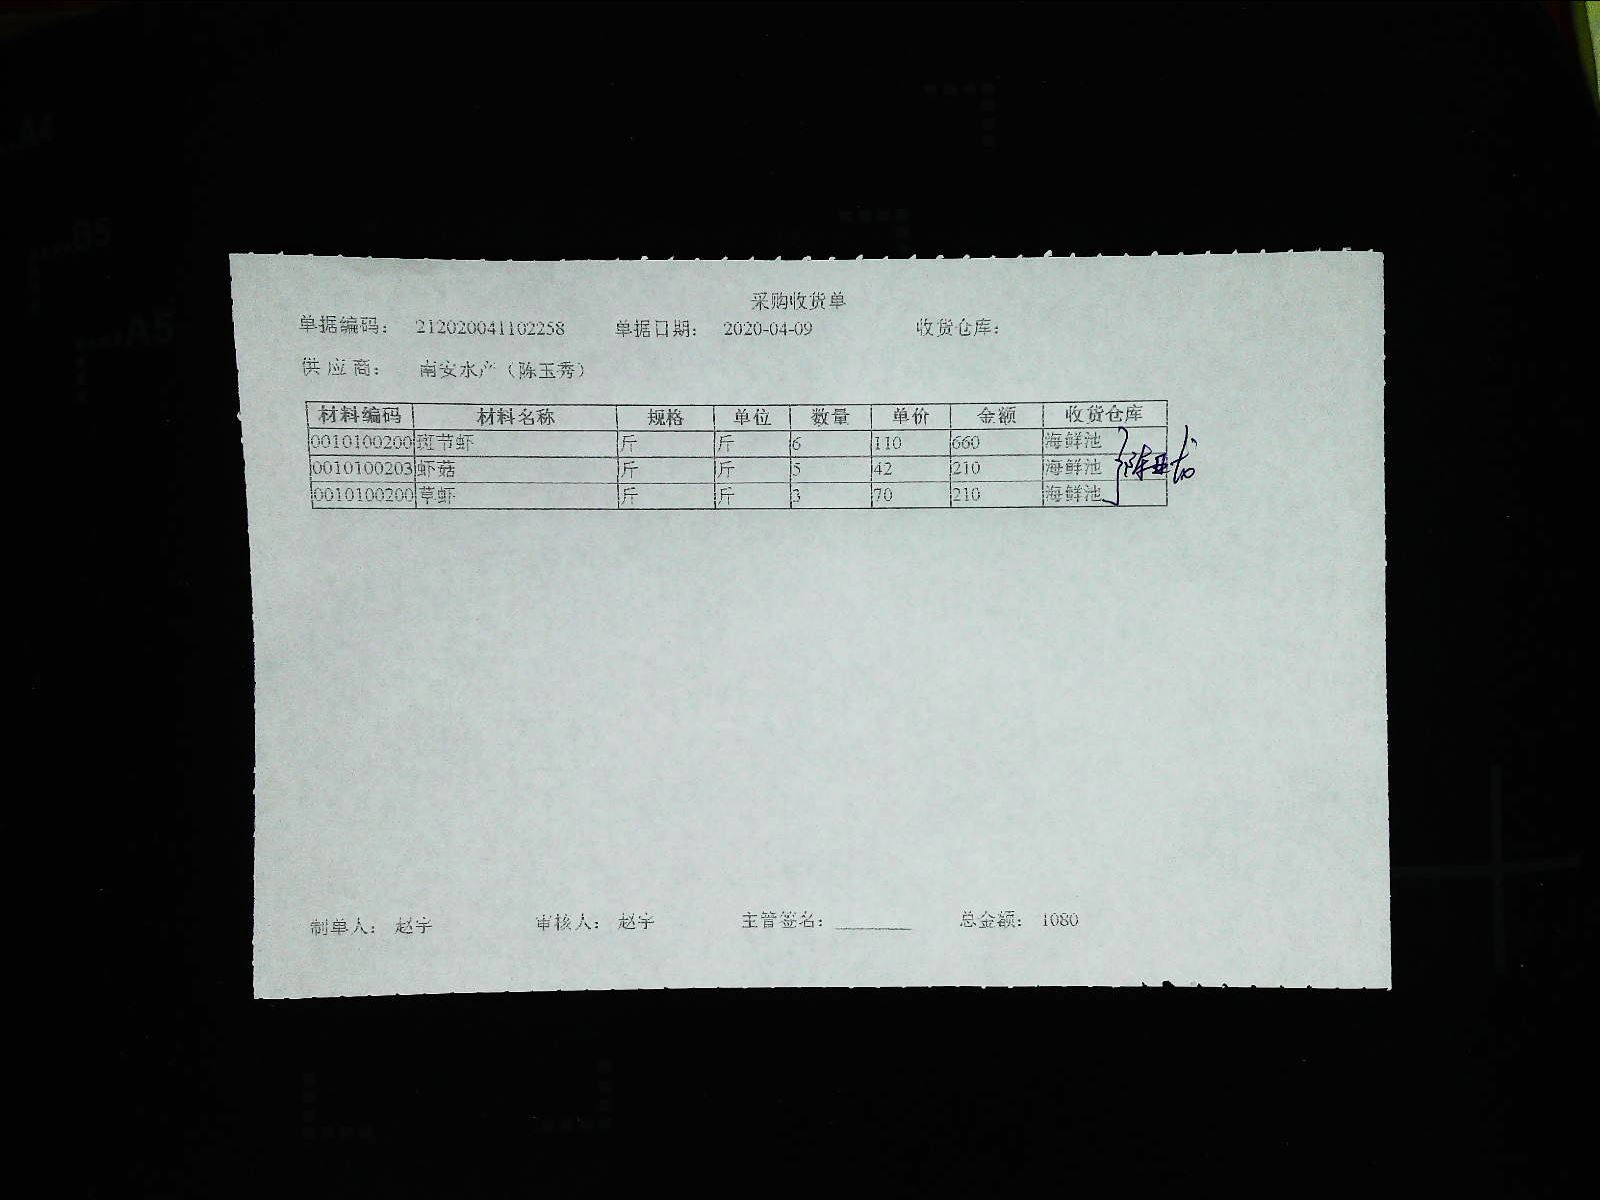 采购收货单
单据编码： 212020041102258 单据日期： 2020-04-09 收货仓库：
供应商： 南安水产（陈玉秀）
材料编码 材料名称 规格 单位 数量 单价 金额 收货仓库
0010100200 斑节虾 斤 斤 6 110 660 海鲜池
0010100203 虾菇 斤 斤 5 42 210 海鲜池
0010100200 草虾 斤 斤 3 70 210 海鲜池
制单人： 赵宇 审核人： 赵宇 主管签名： 总金额： 1080
A4
B5
A5